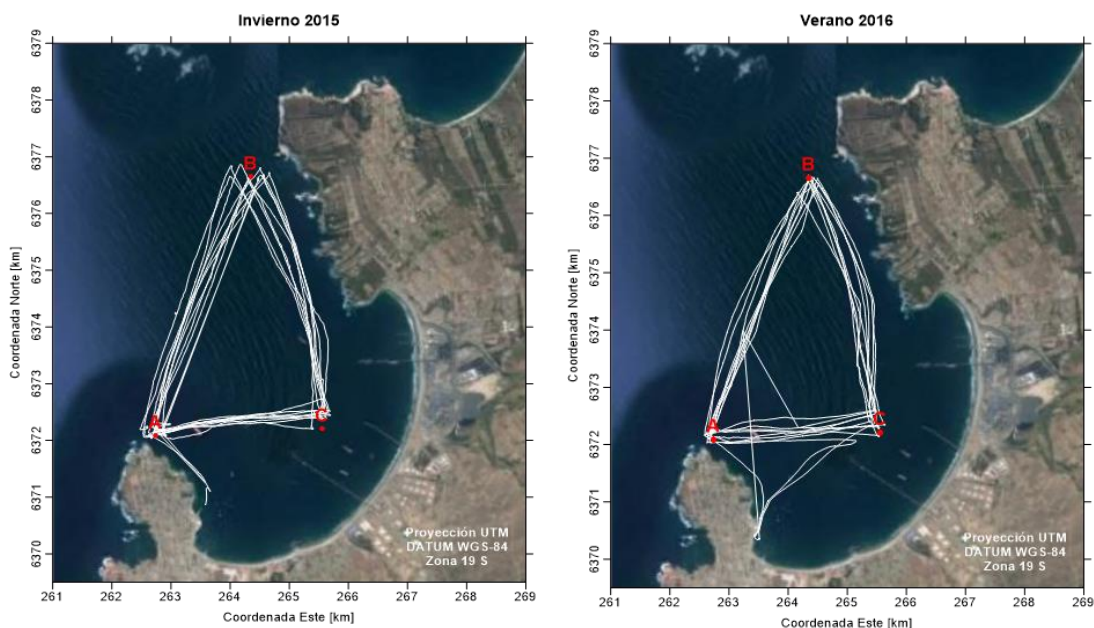 Invierno 2015
6379
6378
6377
6376
6375
6374
6373
6372
6371
6370
Coordenada Norte [km]
B
A
C
Proyección UTM
DATUM WGS-84
Zona 19 S
261 262 263 264 265 266 267 268 269
Coordenada Este [km]
Verano 2016
6379
6378
6377
6376
6375
6374
6373
6372
6371
6370
Coordenada Norte [km]
B
A
C
Proyección UTM
DATUM WGS-84
Zona 19 S
261 262 263 264 265 266 267 268 269
Coordenada Este [km]